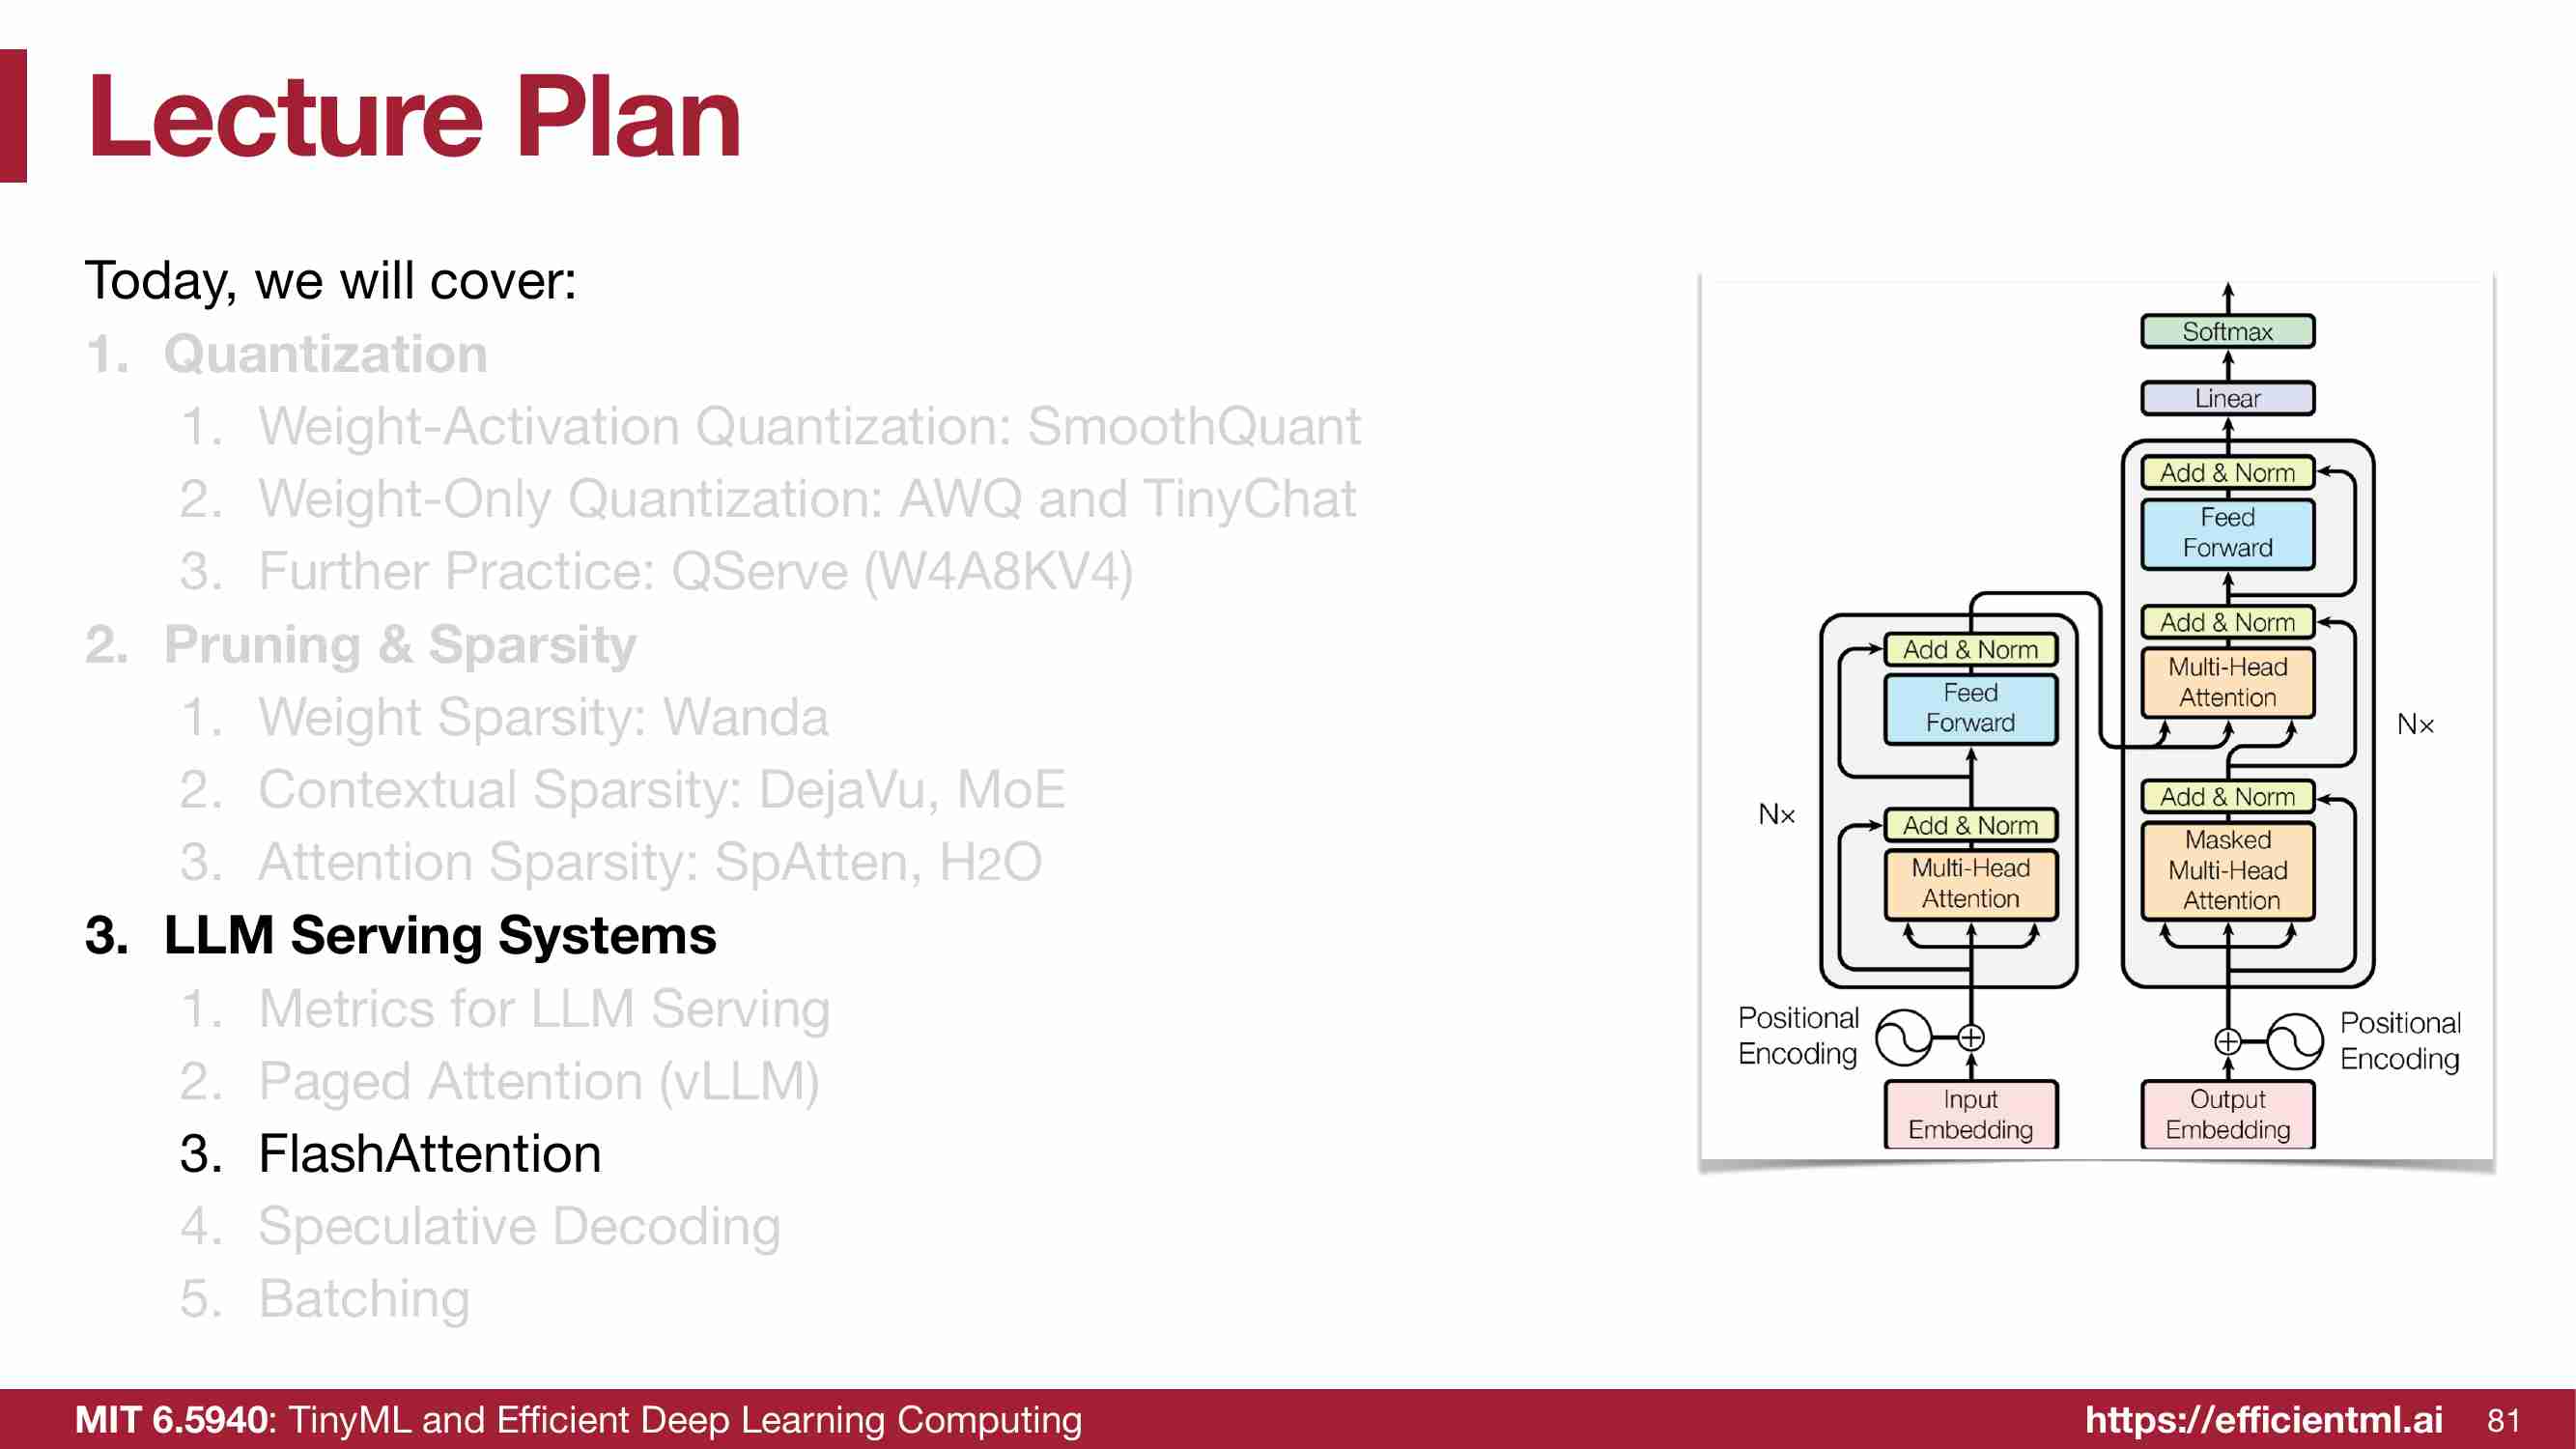 Lecture Plan
Today, we will cover:
1. Quantization
1. Weight-Activation Quantization: SmoothQuant
2. Weight-Only Quantization: AWQ and TinyChat
3. Further Practice: QServe (W4A8KV4)
2. Pruning & Sparsity
1. Weight Sparsity: Wanda
2. Contextual Sparsity: DejaVu, MoE
3. Attention Sparsity: SpAtten, H2O
3. LLM Serving Systems
1. Metrics for LLM Serving
2. Paged Attention (vLLM)
3. FlashAttention
4. Speculative Decoding
5. Batching
Softmax
Linear
Add & Norm
Feed
Forward
Add & Norm
Multi-Head
Attention
Nx
Add & Norm
Masked
Multi-Head
Attention
Add & Norm
Feed
Forward
Nx
Add & Norm
Multi-Head
Attention
Positional
Encoding
Positional
Encoding
Input
Embedding
Output
Embedding
MIT 6.5940: TinyML and Efficient Deep Learning Computing
https://efficientml.ai 81